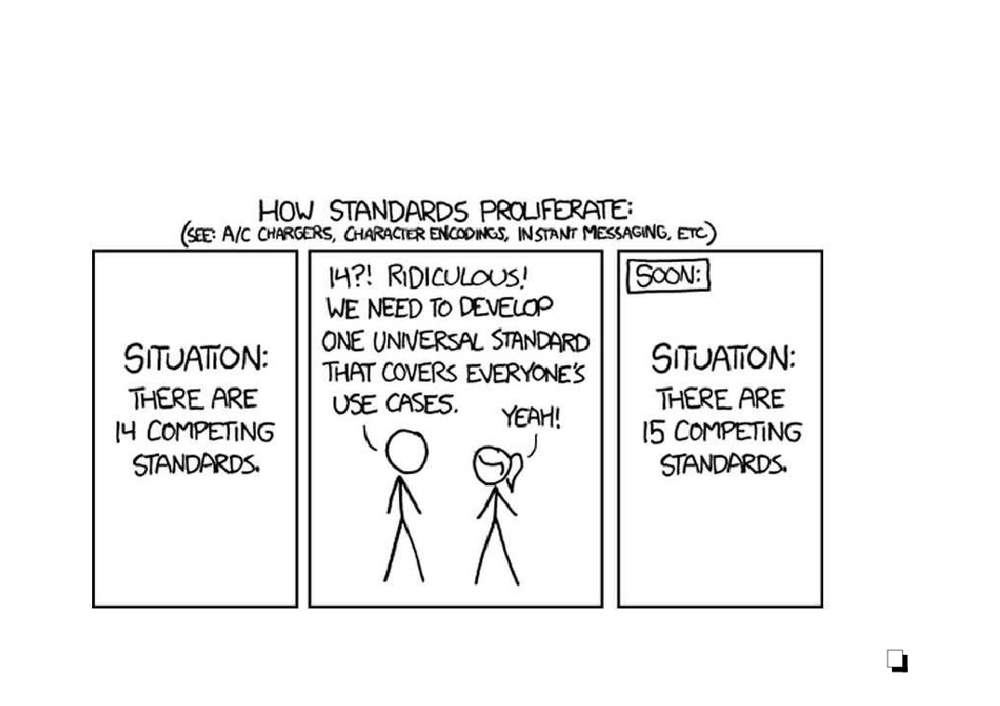 HOW STANDARDS PROLIFERATE:
(SEE: A/C CHARGERS, CHARACTER ENCODINGS, INSTANT MESSAGING, ETC)
SITUATION:
THERE ARE
14 COMPETING
STANDARDS.
14?! RIDICULOUS!
WE NEED TO DEVELOP
ONE UNIVERSAL STANDARD
THAT COVERS EVERYONE'S
USE CASES.
YEAH!
SOON:
SITUATION:
THERE ARE
15 COMPETING
STANDARDS.